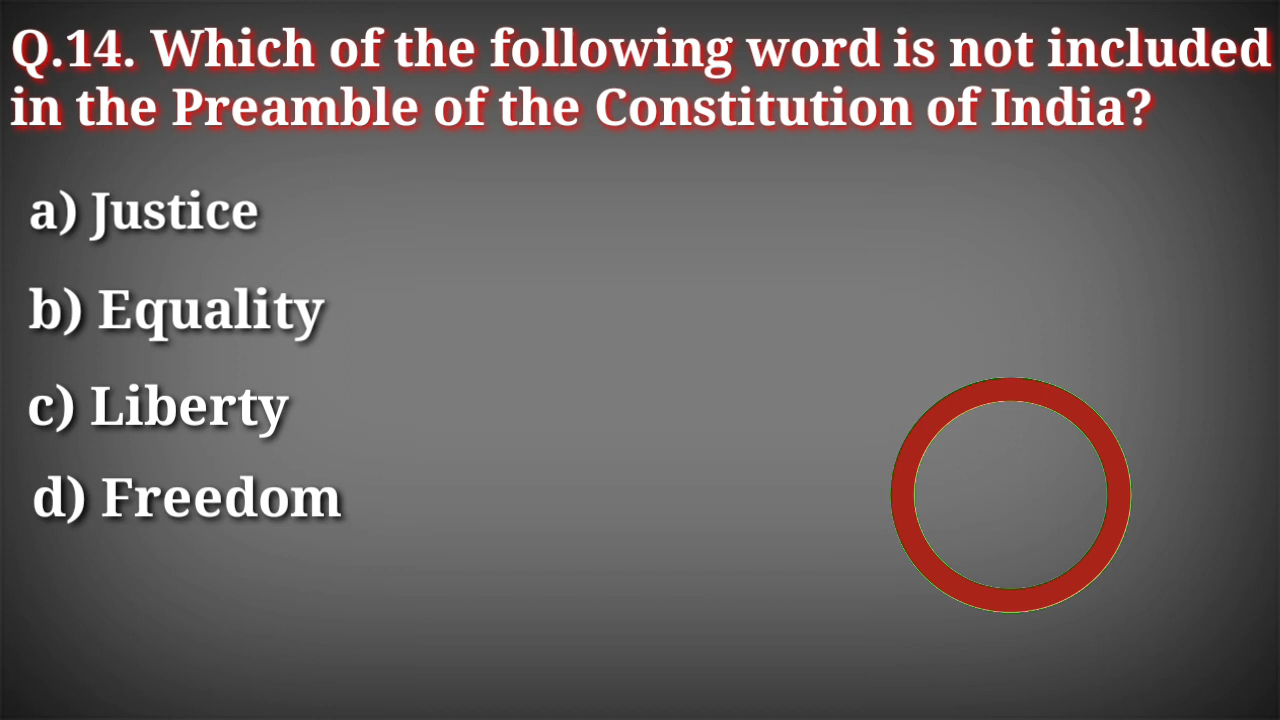 Q.14. Which of the following word is not included
in the Preamble of the Constitution of India?
a) Justice
b) Equality
c) Liberty
d) Freedom